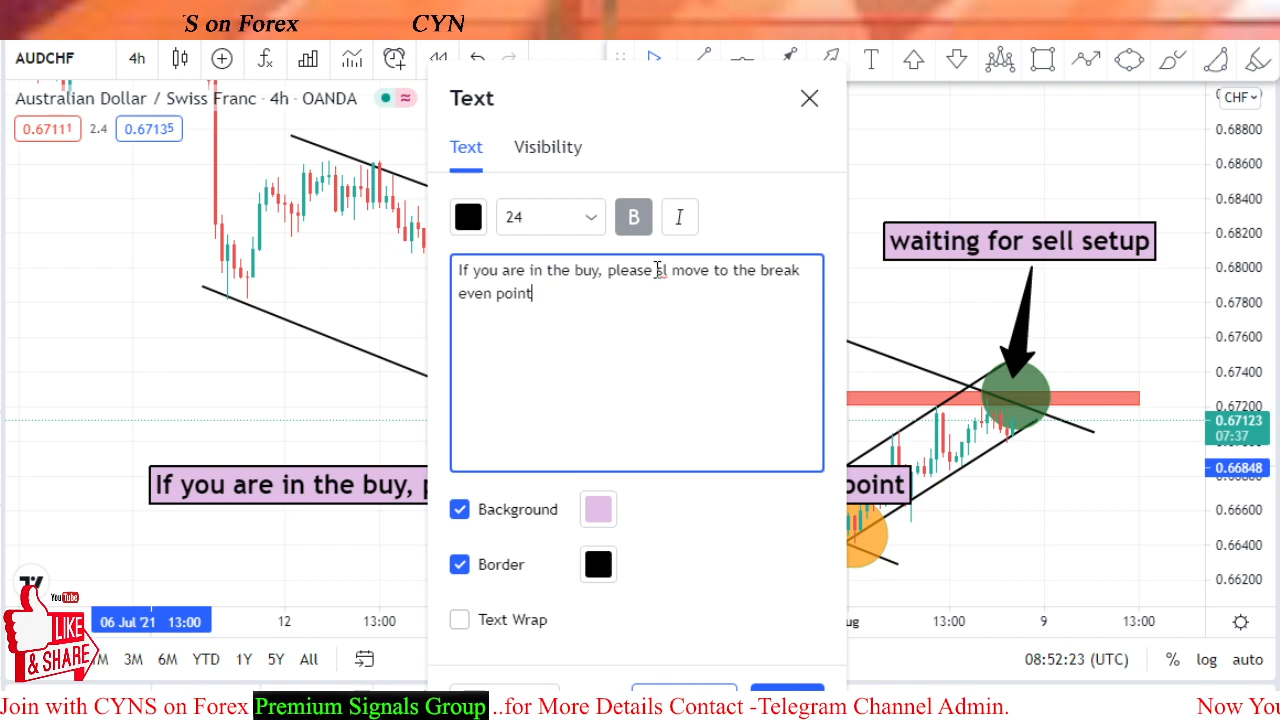 S on Forex CYN
AUDCHF 4h
Australian Dollar / Swiss Franc · 4h · OANDA
0.67111 2.4 0.67135
Text
Text Visibility
24 B I
If you are in the buy, please sl move to the break
even point
Background
Border
Text Wrap
waiting for sell setup
If you are in the buy, point
CHF
0.68800
0.68600
0.68400
0.68200
0.68000
0.67800
0.67600
0.67400
0.67200
0.67123
07:37
0.66848
0.66600
0.66400
0.66200
06 Jul '21 13:00 12 13:00 ug 13:00 9 13:00
YouTube
LIKE
& SHARE
M 3M 6M YTD 1Y 5Y All 08:52:23 (UTC) % log auto
Join with CYNS on Forex Premium Signals Group ..for More Details Contact -Telegram Channel Admin. Now You